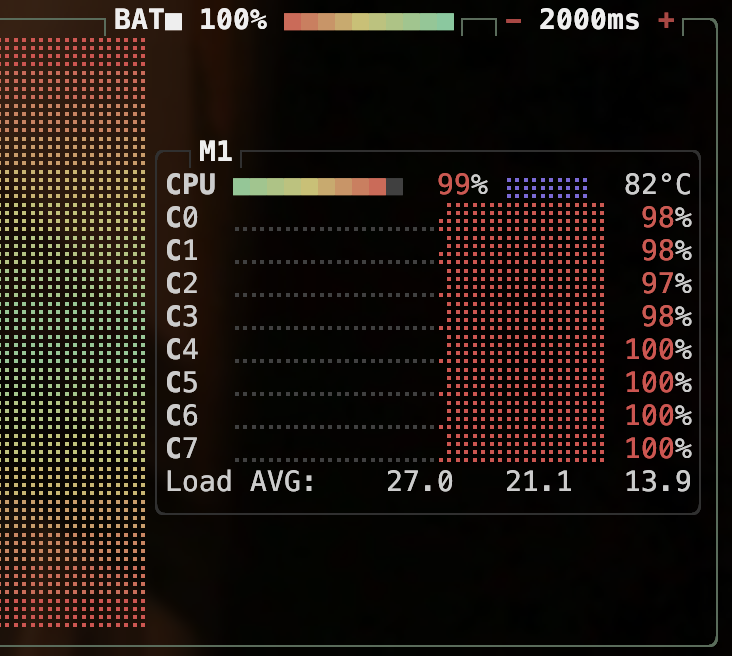 BAT■ 100% − 2000ms +
M1
CPU 99% 82°C
C0 98%
C1 98%
C2 97%
C3 98%
C4 100%
C5 100%
C6 100%
C7 100%
Load AVG: 27.0 21.1 13.9